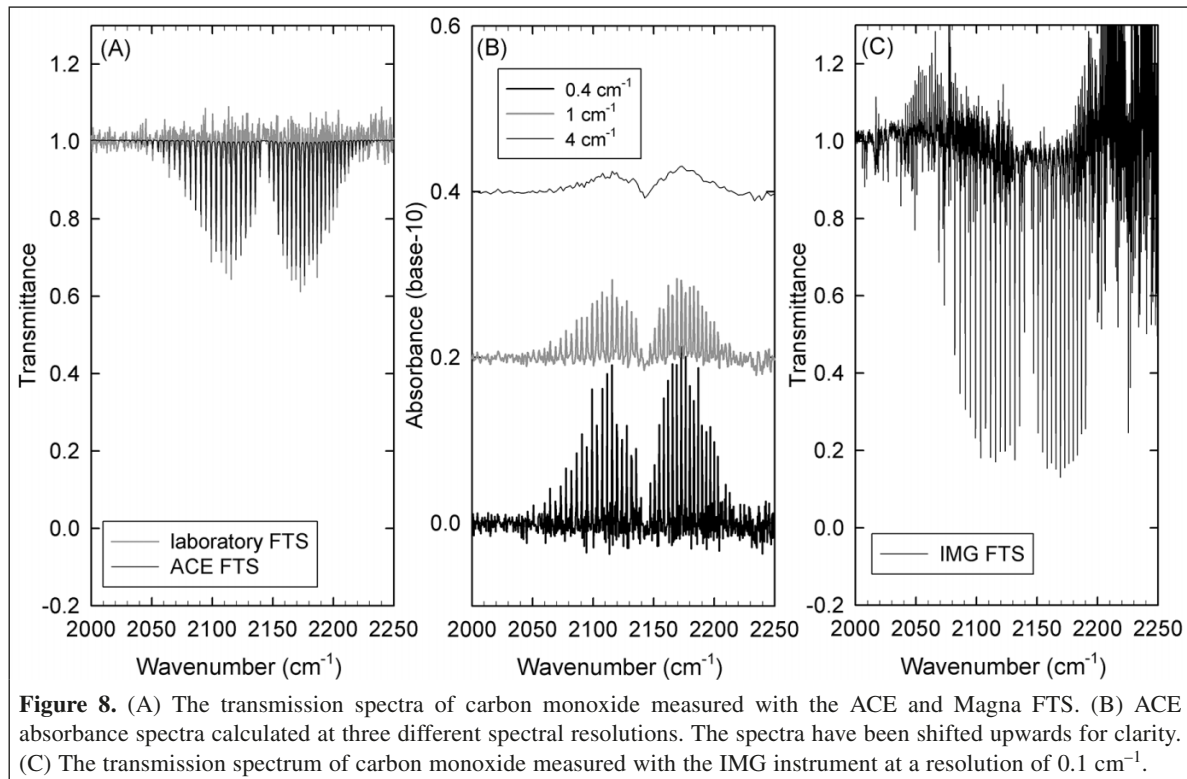 (A)
1.2
1.0
0.8
0.6
0.4
0.2
0.0
-0.2
Transmittance
laboratory FTS
ACE FTS
2000 2050 2100 2150 2200 2250
Wavenumber (cm⁻¹)
(B)
0.6
0.4
0.2
0.0
Absorbance (base-10)
0.4 cm⁻¹
1 cm⁻¹
4 cm⁻¹
2000 2050 2100 2150 2200 2250
Wavenumber (cm⁻¹)
(C)
1.2
1.0
0.8
0.6
0.4
0.2
0.0
-0.2
Transmittance
IMG FTS
2000 2050 2100 2150 2200 2250
Wavenumber (cm⁻¹)
Figure 8. (A) The transmission spectra of carbon monoxide measured with the ACE and Magna FTS. (B) ACE
absorbance spectra calculated at three different spectral resolutions. The spectra have been shifted upwards for clarity.
(C) The transmission spectrum of carbon monoxide measured with the IMG instrument at a resolution of 0.1 cm⁻¹.